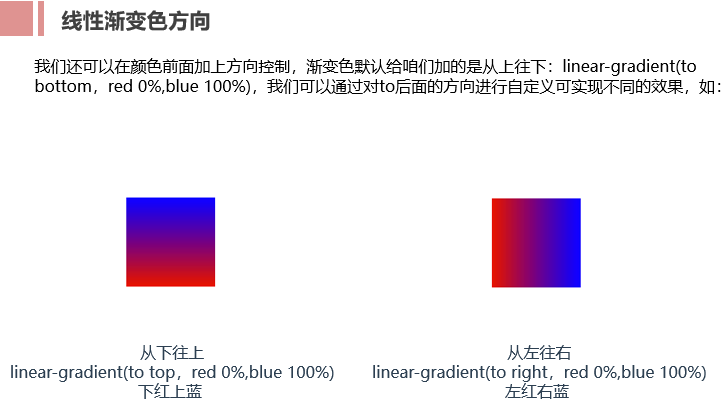 线性渐变色方向
我们还可以在颜色前面加上方向控制，渐变色默认给咱们加的是从上往下：linear-gradient(to
bottom，red 0%,blue 100%)，我们可以通过对to后面的方向进行自定义可实现不同的效果，如：
从下往上
linear-gradient(to top，red 0%,blue 100%)
下红上蓝
从左往右
linear-gradient(to right，red 0%,blue 100%)
左红右蓝